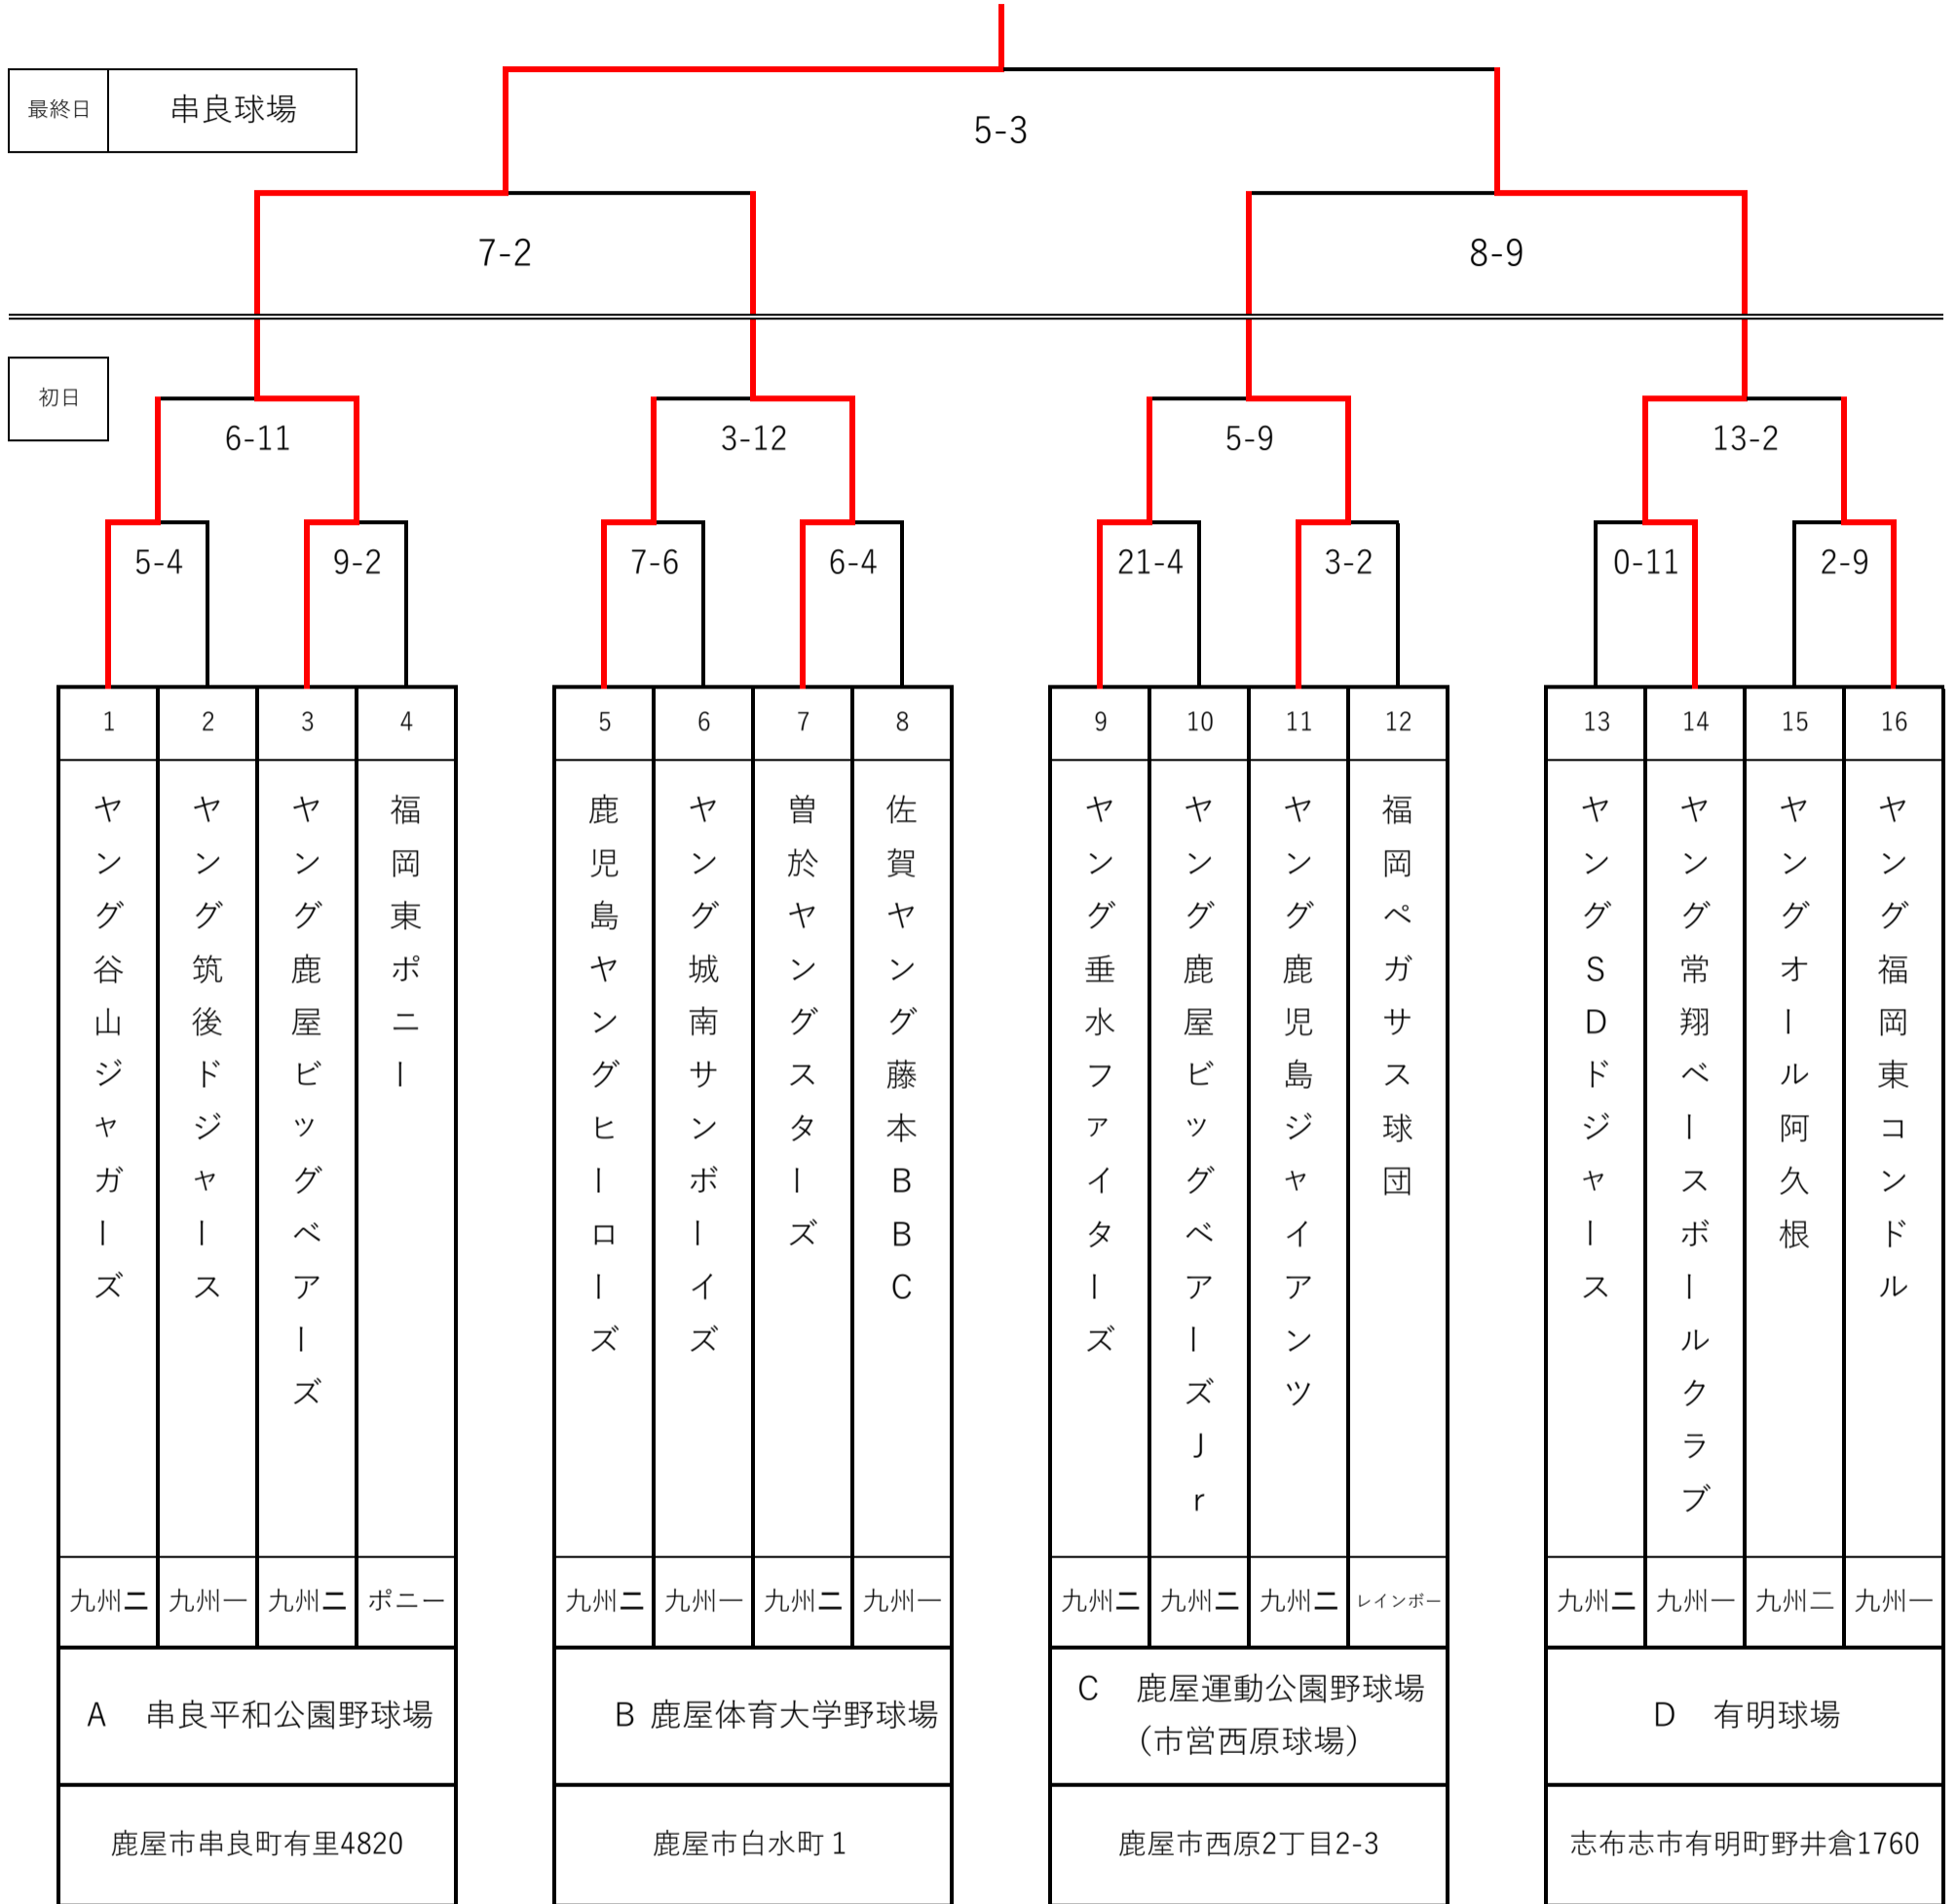 最終日 串良球場
5-3
7-2 8-9
初日
6-11 3-12 5-9 13-2
5-4 9-2 7-6 6-4 21-4 3-2 0-11 2-9
1 2 3 4 5 6 7 8 9 10 11 12 13 14 15 16
ヤング谷山ジャガーズ
ヤング筑後ドジャース
ヤング鹿屋ビッグベアーズ
福岡東ポニー
鹿児島ヤングヒーローズ
ヤング城南サンボーイズ
曽於ヤングスターズ
佐賀ヤング藤本BBC
ヤング垂水ファイターズ
ヤング鹿屋ビッグベアーズJr
ヤング鹿児島ジャイアンツ
福岡ペガサス球団
ヤングSDドジャース
ヤング常翔ベースボールクラブ
ヤングオール阿久根
ヤング福岡東コンドル
九州二 九州一 九州二 ポニー 九州二 九州一 九州二 九州一 九州二 九州二 九州二 レインボー 九州二 九州一 九州二 九州一
A 串良平和公園野球場
B 鹿屋体育大学野球場
C 鹿屋運動公園野球場
（市営西原球場）
D 有明球場
鹿屋市串良町有里4820
鹿屋市白水町１
鹿屋市西原2丁目2-3
志布志市有明町野井倉1760